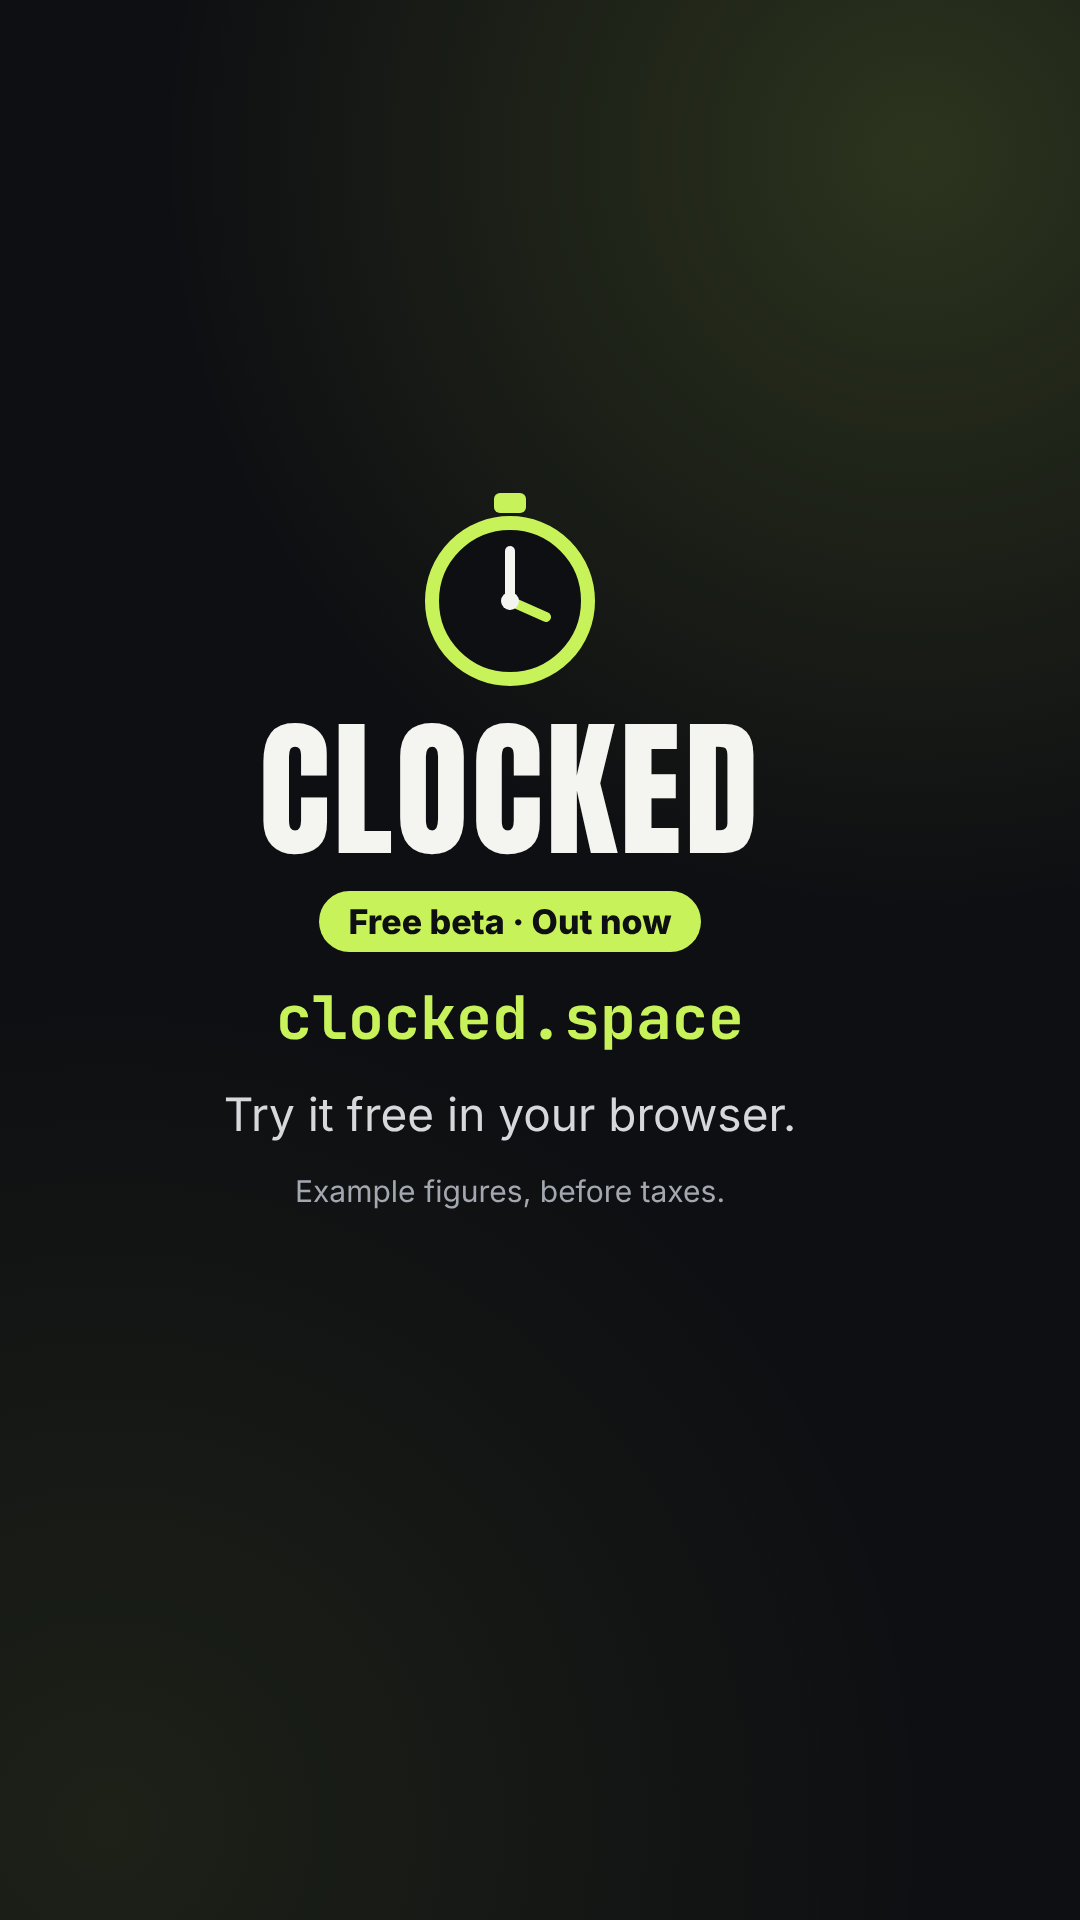 CLOCKED
Free beta · Out now
clocked.space
Try it free in your browser.
Example figures, before taxes.